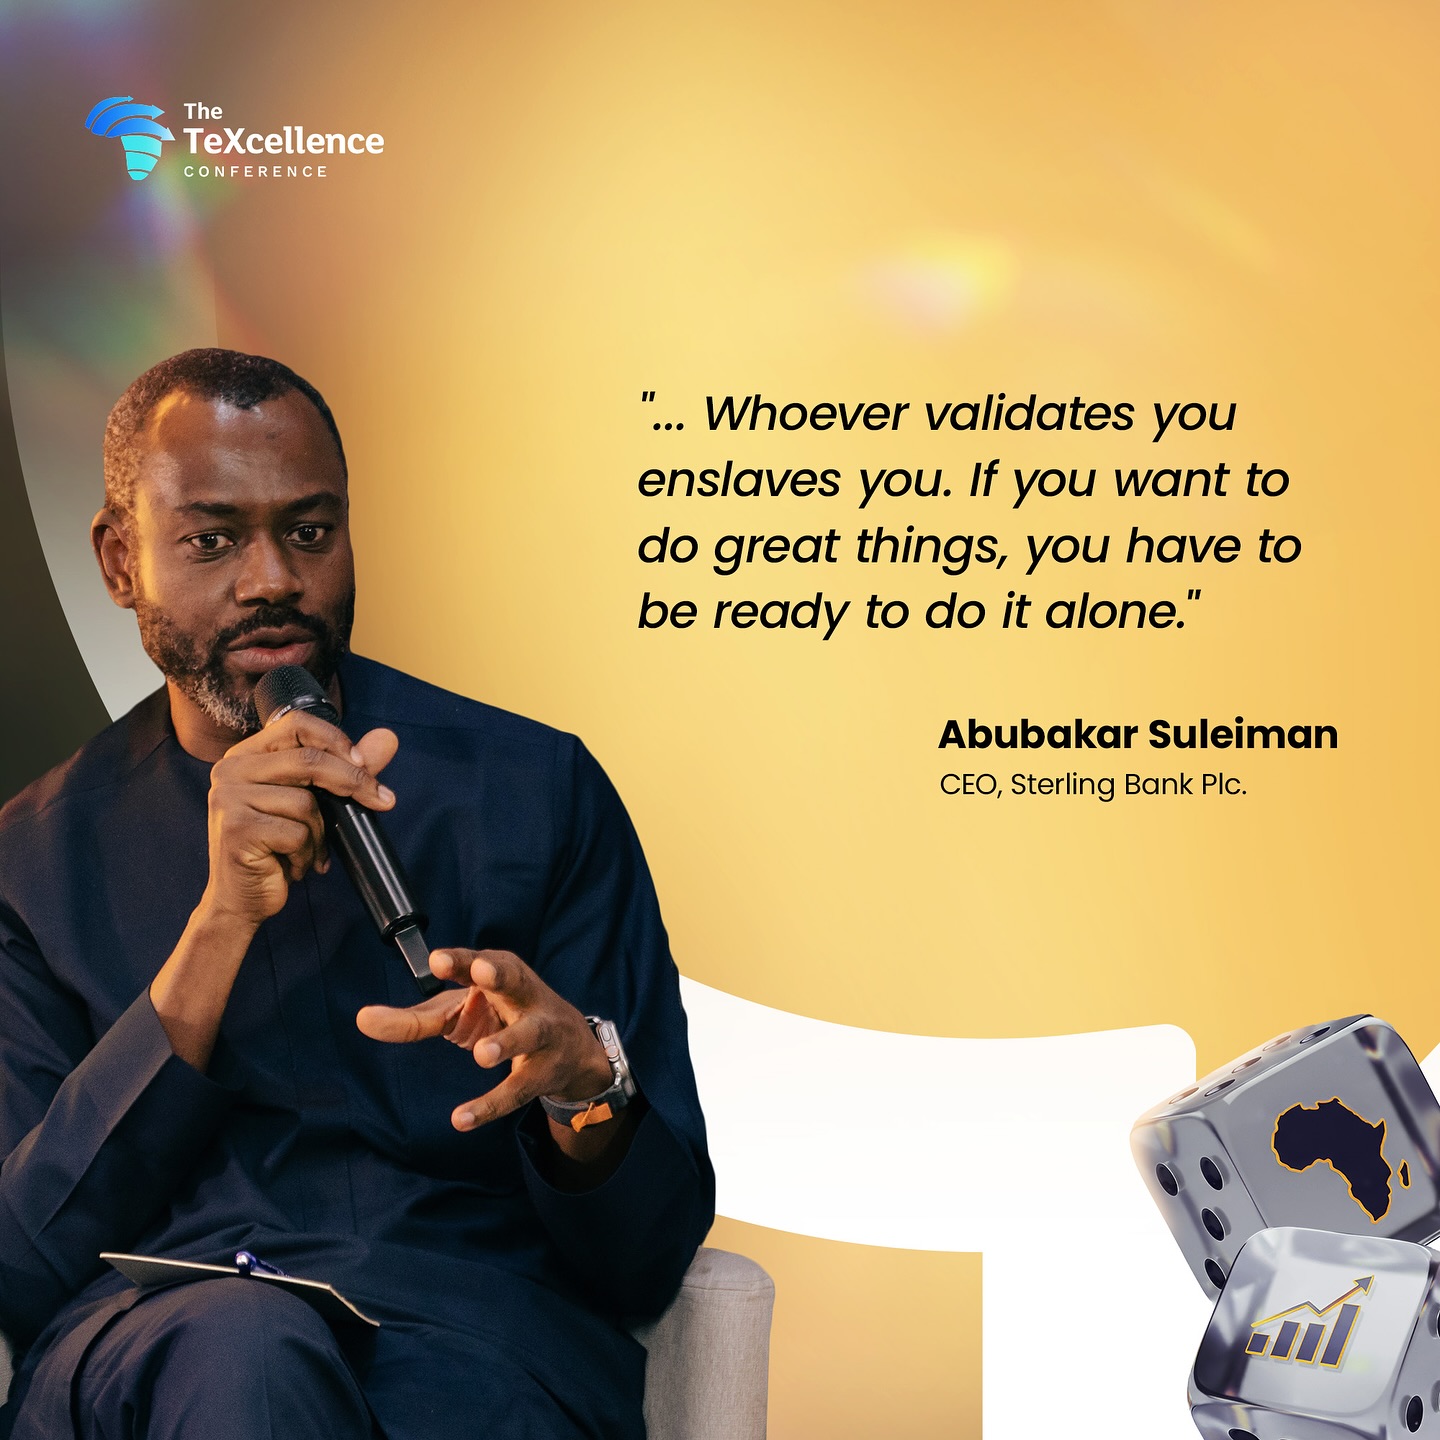 The
TeXcellence
CONFERENCE
"... Whoever validates you
enslaves you. If you want to
do great things, you have to
be ready to do it alone."
Abubakar Suleiman
CEO, Sterling Bank Plc.